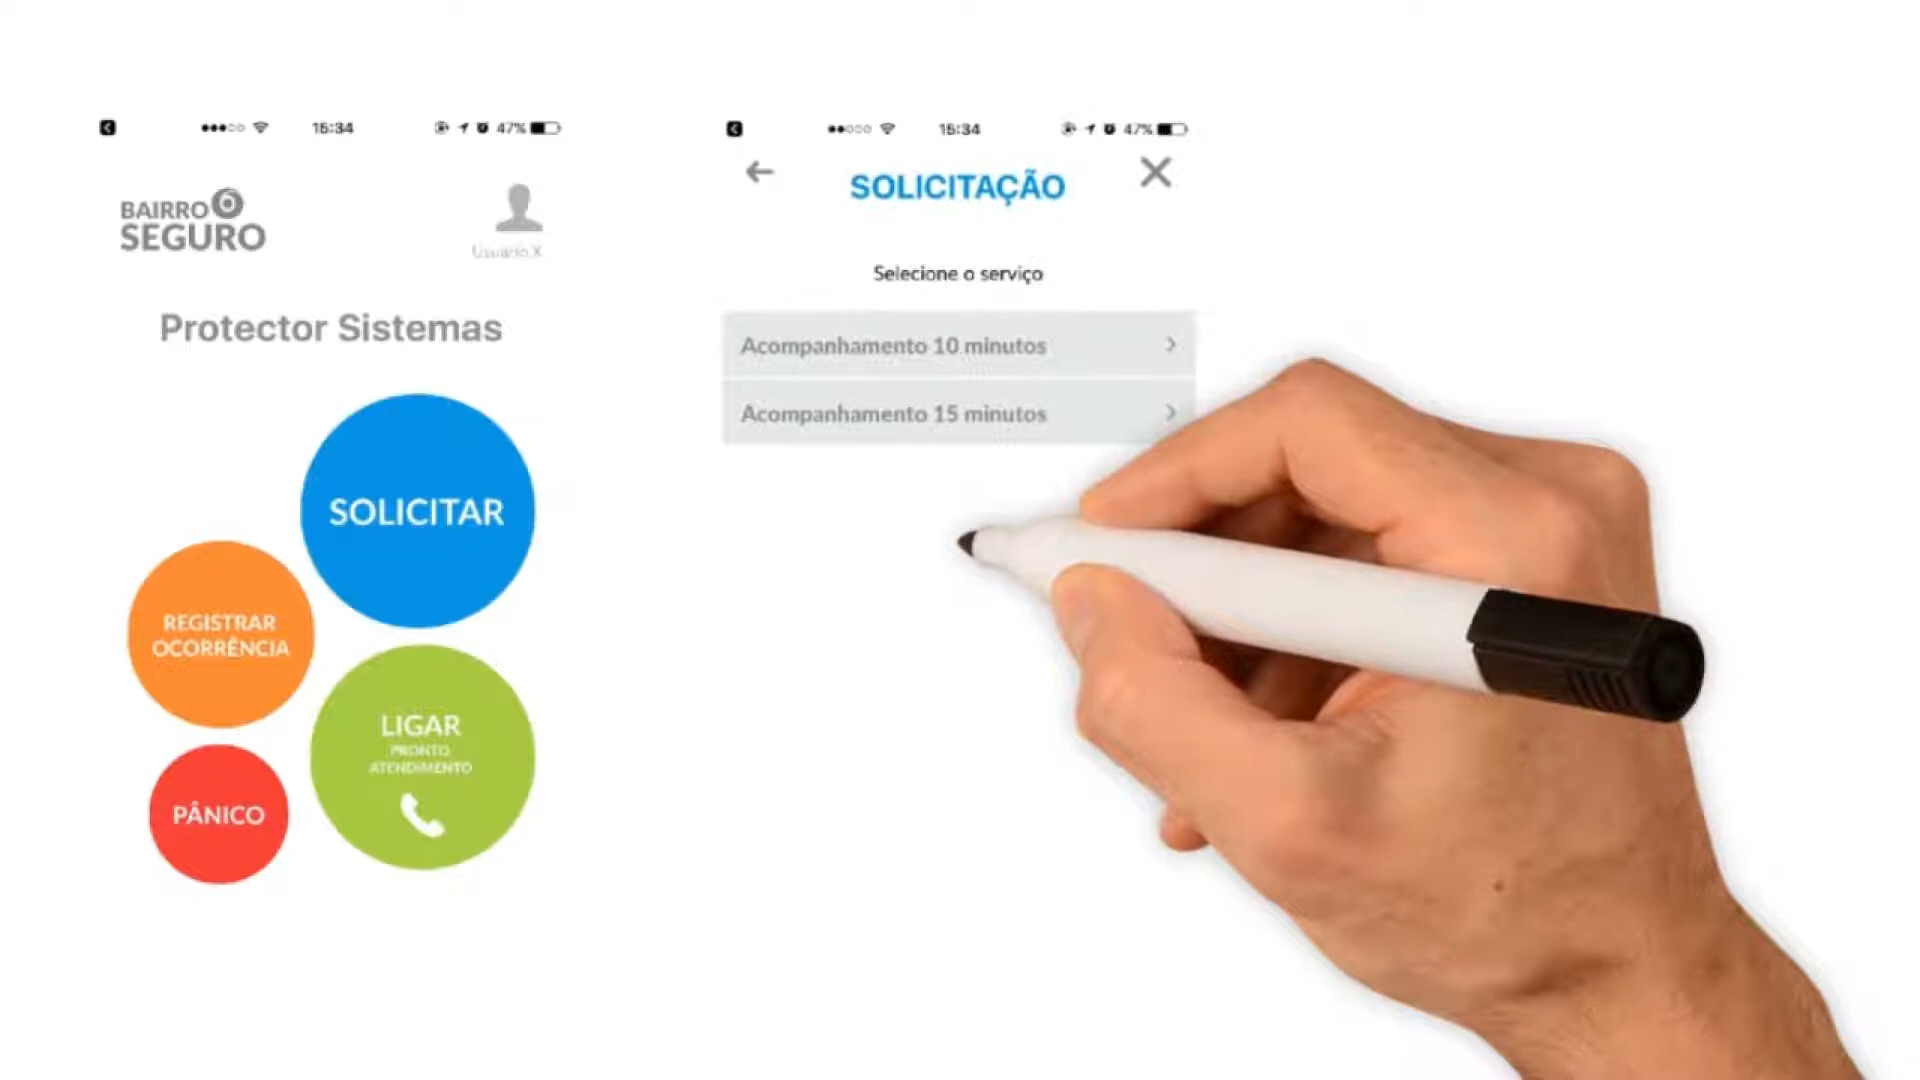 15:34
47%
BAIRRO
SEGURO
Usuario X
Protector Sistemas
SOLICITAR
REGISTRAR
OCORRÊNCIA
LIGAR
PRONTO
ATENDIMENTO
PÂNICO
15:34
47%
SOLICITAÇÃO
Selecione o serviço
Acompanhamento 10 minutos
Acompanhamento 15 minutos